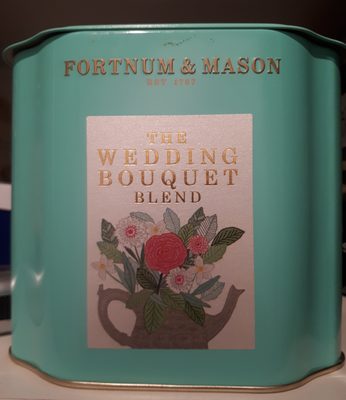 FORTNUM & MASON
EST 1707
THE
WEDDING
BOUQUET
BLEND